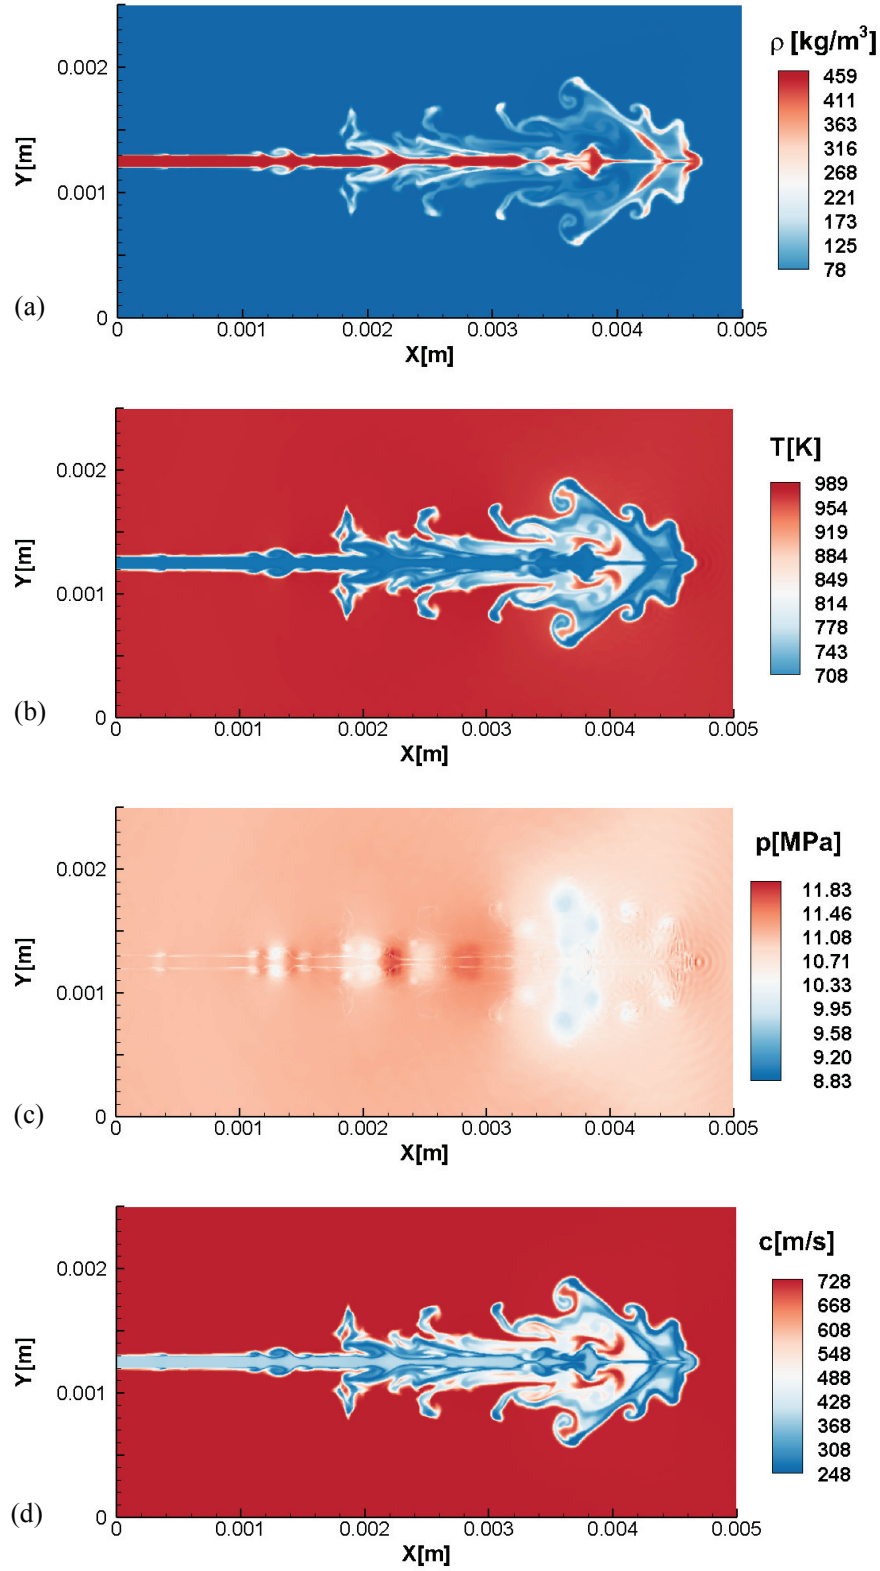 ρ [kg/m³]
459
411
363
316
268
221
173
125
78
0.002
0.001
0
Y[m]
0 0.001 0.002 0.003 0.004 0.005
X[m]
(a)
T[K]
989
954
919
884
849
814
778
743
708
0.002
0.001
0
Y[m]
0 0.001 0.002 0.003 0.004 0.005
X[m]
(b)
p[MPa]
11.83
11.46
11.08
10.71
10.33
9.95
9.58
9.20
8.83
0.002
0.001
0
Y[m]
0 0.001 0.002 0.003 0.004 0.005
X[m]
(c)
c[m/s]
728
668
608
548
488
428
368
308
248
0.002
0.001
0
Y[m]
0 0.001 0.002 0.003 0.004 0.005
X[m]
(d)